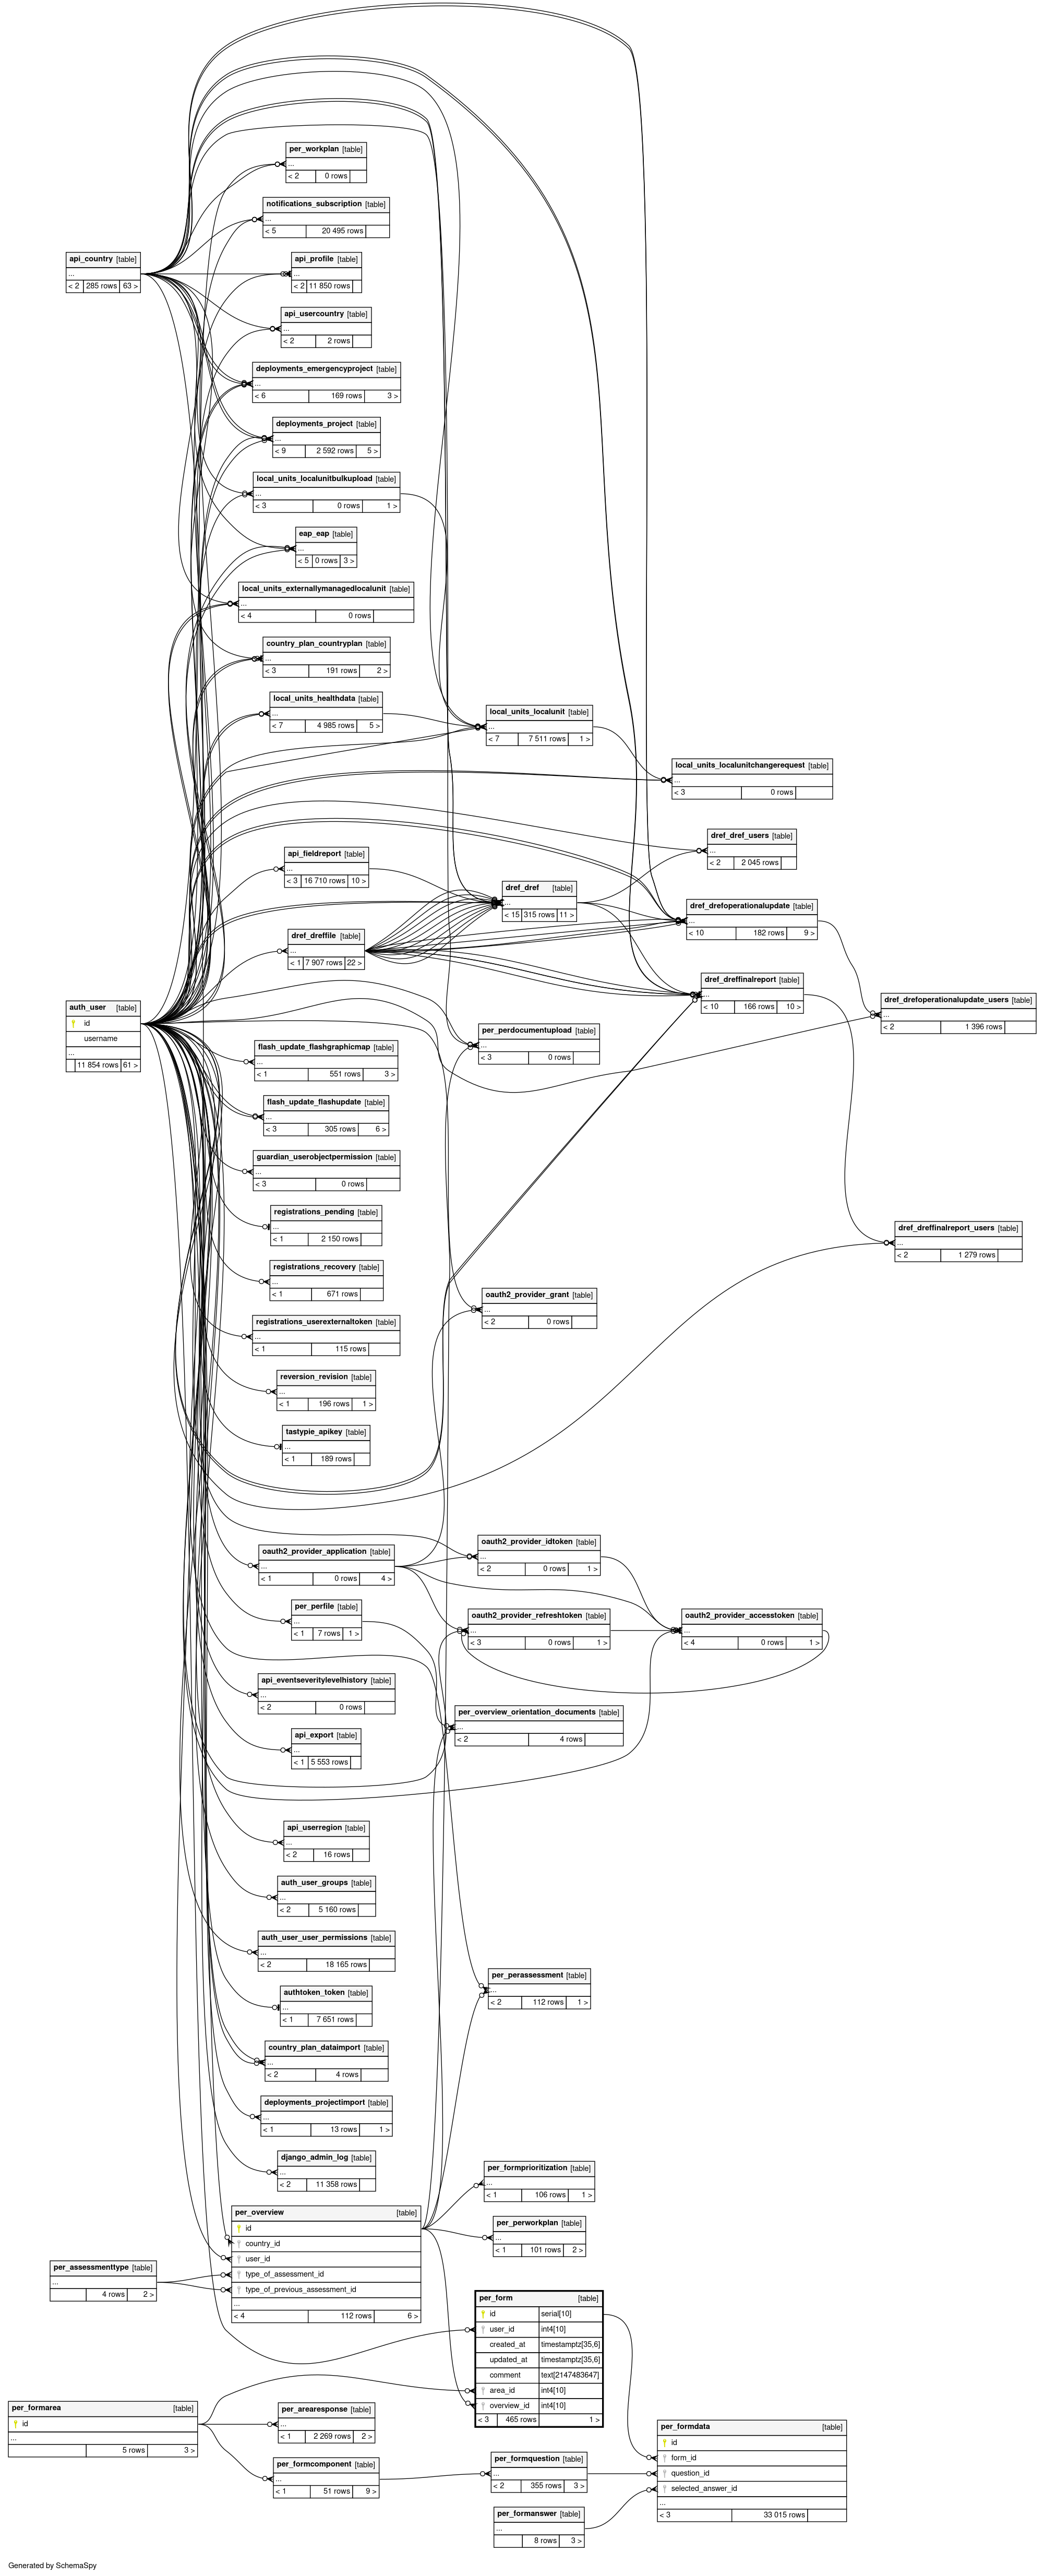 per_workplan [table]
...
< 2 0 rows
notifications_subscription [table]
...
< 5 20 495 rows
api_country [table]
...
< 2 285 rows 63 >
api_profile [table]
...
< 2 11 850 rows
api_usercountry [table]
...
< 2 2 rows
deployments_emergencyproject [table]
...
< 6 169 rows 3 >
deployments_project [table]
...
< 9 2 592 rows 5 >
local_units_localunitbulkupload [table]
...
< 3 0 rows 1 >
eap_eap [table]
...
< 5 0 rows 3 >
local_units_externallymanagedlocalunit [table]
...
< 4 0 rows
country_plan_countryplan [table]
...
< 3 191 rows 2 >
local_units_healthdata [table]
...
< 7 4 985 rows 5 >
local_units_localunit [table]
...
< 7 7 511 rows 1 >
local_units_localunitchangerequest [table]
...
< 3 0 rows
dref_dref_users [table]
...
< 2 2 045 rows
api_fieldreport [table]
...
< 3 16 710 rows 10 >
dref_dref [table]
...
< 15 315 rows 11 >
dref_drefoperationalupdate [table]
...
< 10 182 rows 9 >
dref_dreffile [table]
...
< 1 7 907 rows 22 >
dref_dreffinalreport [table]
...
< 10 166 rows 10 >
dref_drefoperationalupdate_users [table]
...
< 2 1 396 rows
auth_user [table]
id
username
...
11 854 rows 61 >
per_perdocumentupload [table]
...
< 3 0 rows
flash_update_flashgraphicmap [table]
...
< 1 551 rows 3 >
flash_update_flashupdate [table]
...
< 3 305 rows 6 >
guardian_userobjectpermission [table]
...
< 3 0 rows
registrations_pending [table]
...
< 1 2 150 rows
dref_dreffinalreport_users [table]
...
< 2 1 279 rows
registrations_recovery [table]
...
< 1 671 rows
oauth2_provider_grant [table]
...
< 2 0 rows
registrations_userexternaltoken [table]
...
< 1 115 rows
reversion_revision [table]
...
< 1 196 rows 1 >
tastypie_apikey [table]
...
< 1 189 rows
oauth2_provider_application [table]
...
< 1 0 rows 4 >
oauth2_provider_idtoken [table]
...
< 2 0 rows 1 >
per_perfile [table]
...
< 1 7 rows 1 >
oauth2_provider_refreshtoken [table]
...
< 3 0 rows 1 >
oauth2_provider_accesstoken [table]
...
< 4 0 rows 1 >
api_eventseveritylevelhistory [table]
...
< 2 0 rows
per_overview_orientation_documents [table]
...
< 2 4 rows
api_export [table]
...
< 1 5 553 rows
api_userregion [table]
...
< 2 16 rows
auth_user_groups [table]
...
< 2 5 160 rows
auth_user_user_permissions [table]
...
< 2 18 165 rows
per_perassessment [table]
...
< 2 112 rows 1 >
authtoken_token [table]
...
< 1 7 651 rows
country_plan_dataimport [table]
...
< 2 4 rows
deployments_projectimport [table]
...
< 1 13 rows 1 >
django_admin_log [table]
...
< 2 11 358 rows
per_formprioritization [table]
...
< 1 106 rows 1 >
per_overview [table]
id
country_id
user_id
type_of_assessment_id
type_of_previous_assessment_id
...
< 4 112 rows 6 >
per_perworkplan [table]
...
< 1 101 rows 2 >
per_assessmenttype [table]
...
4 rows 2 >
per_form [table]
id serial[10]
user_id int4[10]
created_at timestamptz[35,6]
updated_at timestamptz[35,6]
comment text[2147483647]
area_id int4[10]
overview_id int4[10]
< 3 465 rows 1 >
per_formarea [table]
id
...
5 rows 3 >
per_arearesponse [table]
...
< 1 2 269 rows 2 >
per_formdata [table]
id
form_id
question_id
selected_answer_id
...
< 3 33 015 rows
per_formcomponent [table]
...
< 1 51 rows 9 >
per_formquestion [table]
...
< 2 355 rows 3 >
per_formanswer [table]
...
8 rows 3 >
Generated by SchemaSpy